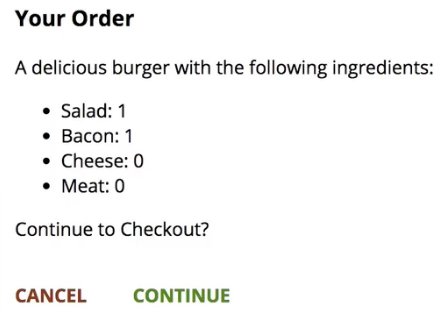 Your Order
A delicious burger with the following ingredients:
• Salad: 1
• Bacon: 1
• Cheese: 0
• Meat: 0
Continue to Checkout?
CANCEL CONTINUE